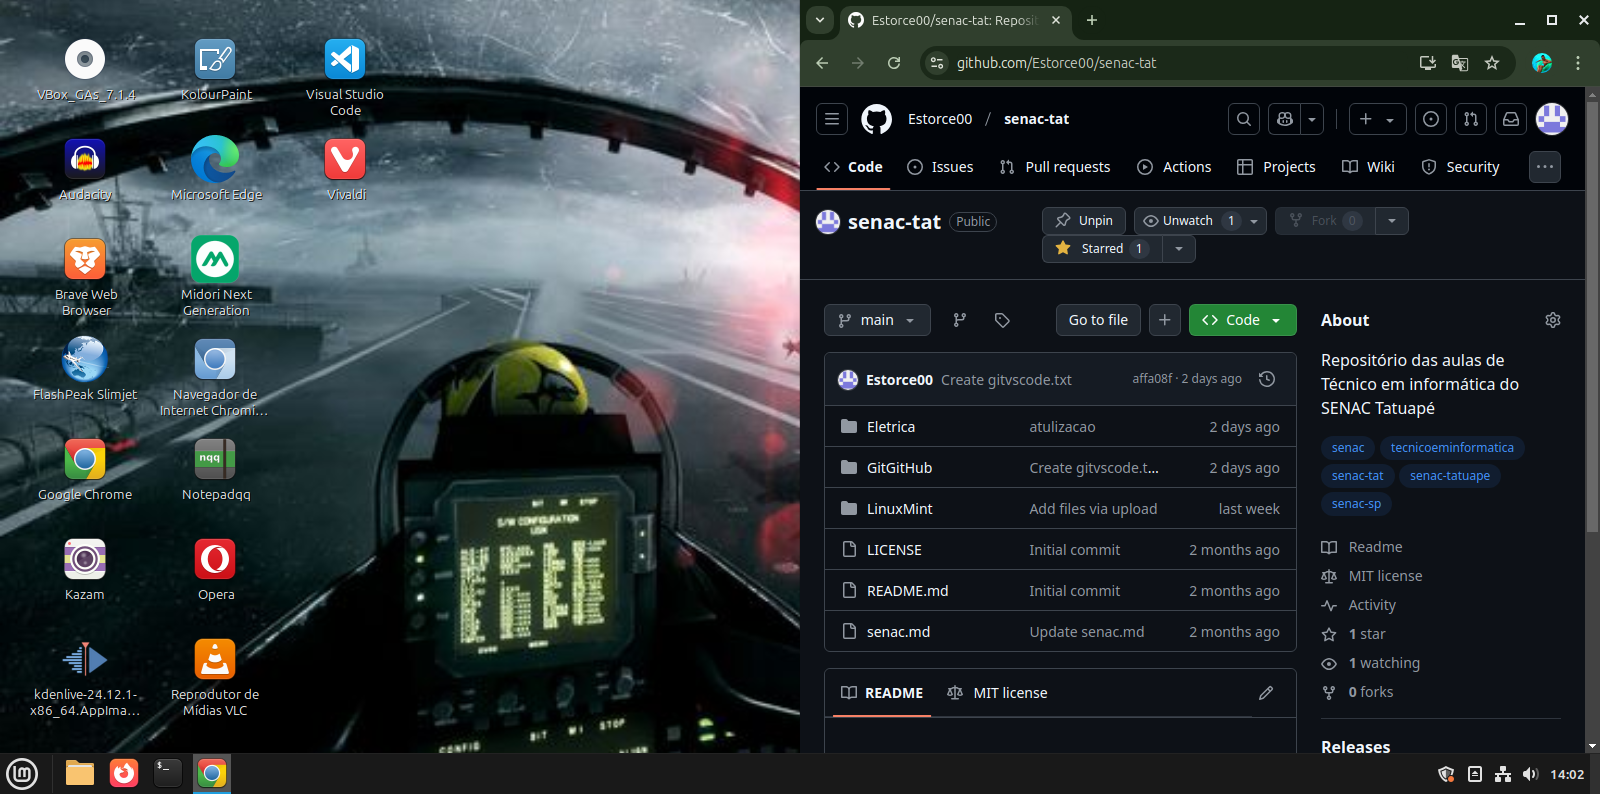 VBox_GAs_7.1.4
KolourPaint
Visual Studio
Code
Audacity
Microsoft Edge
Vivaldi
Brave Web
Browser
Midori Next
Generation
FlashPeak Slimjet
Navegador de
Internet Chromi...
Google Chrome
nqq
Notepadqq
Kazam
Opera
kdenlive-24.12.1-
x86_64.AppIma...
Reprodutor de
Mídias VLC
S/W CONFIGURATION
BIT
STOP
CONFIG
BIT
STOP
Estorce00/senac-tat: Reposit
github.com/Estorce00/senac-tat
Estorce00 / senac-tat
Code
Issues
Pull requests
Actions
Projects
Wiki
Security
senac-tat
Public
Unpin
Unwatch 1
Fork 0
Starred 1
main
Go to file
Code
Estorce00 Create gitvscode.txt
affa08f · 2 days ago
Eletrica atulizacao 2 days ago
GitGitHub Create gitvscode.t... 2 days ago
LinuxMint Add files via upload last week
LICENSE Initial commit 2 months ago
README.md Initial commit 2 months ago
senac.md Update senac.md 2 months ago
README
MIT license
About
Repositório das aulas de
Técnico em informática do
SENAC Tatuapé
senac tecnicoeminformatica
senac-tat senac-tatuape
senac-sp
Readme
MIT license
Activity
1 star
1 watching
0 forks
Releases
14:02